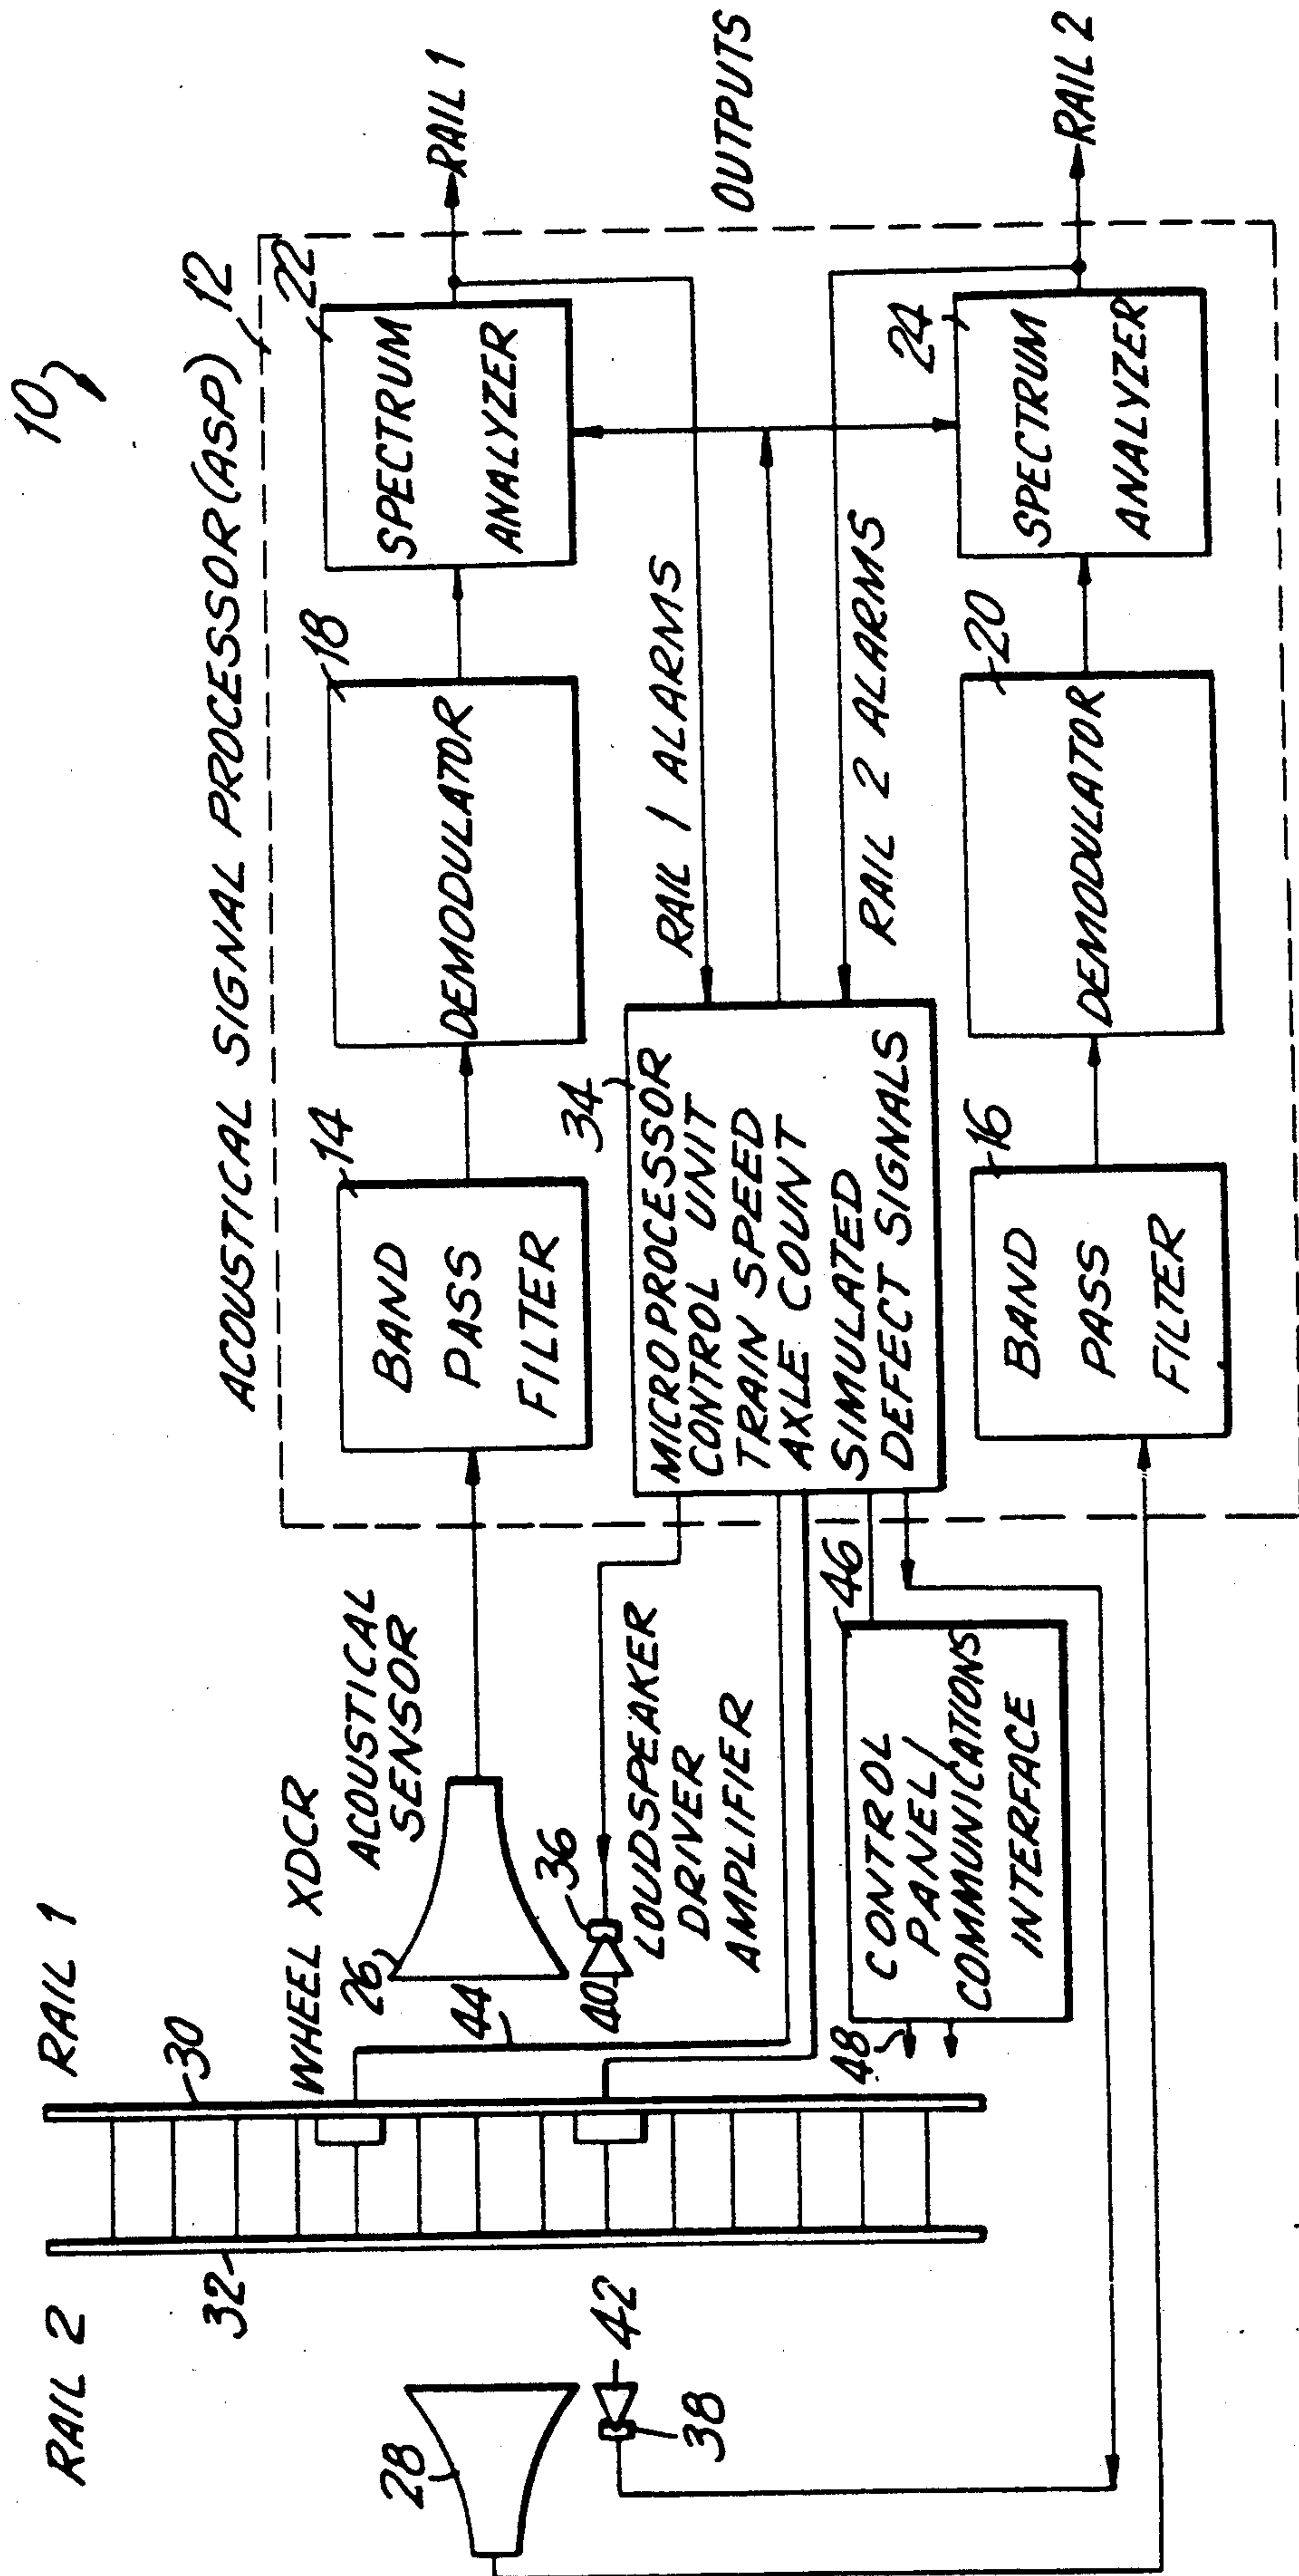 10
ACOUSTICAL SIGNAL PROCESSOR (ASP)
12
RAIL 2
RAIL 1
32
30
WHEEL XDCR
28
26
ACOUSTICAL
SENSOR
44
14
BAND
PASS
FILTER
18
DEMODULATOR
22
SPECTRUM
ANALYZER
RAIL 1
42
38
40
36
LOUDSPEAKER
DRIVER
AMPLIFIER
34
MICROPROCESSOR
CONTROL UNIT
TRAIN SPEED
AXLE COUNT
SIMULATED
DEFECT SIGNALS
RAIL 1 ALARMS
RAIL 2 ALARMS
OUTPUTS
48
46
CONTROL
PANEL/
COMMUNICATIONS
INTERFACE
16
BAND
PASS
FILTER
20
DEMODULATOR
24
SPECTRUM
ANALYZER
RAIL 2